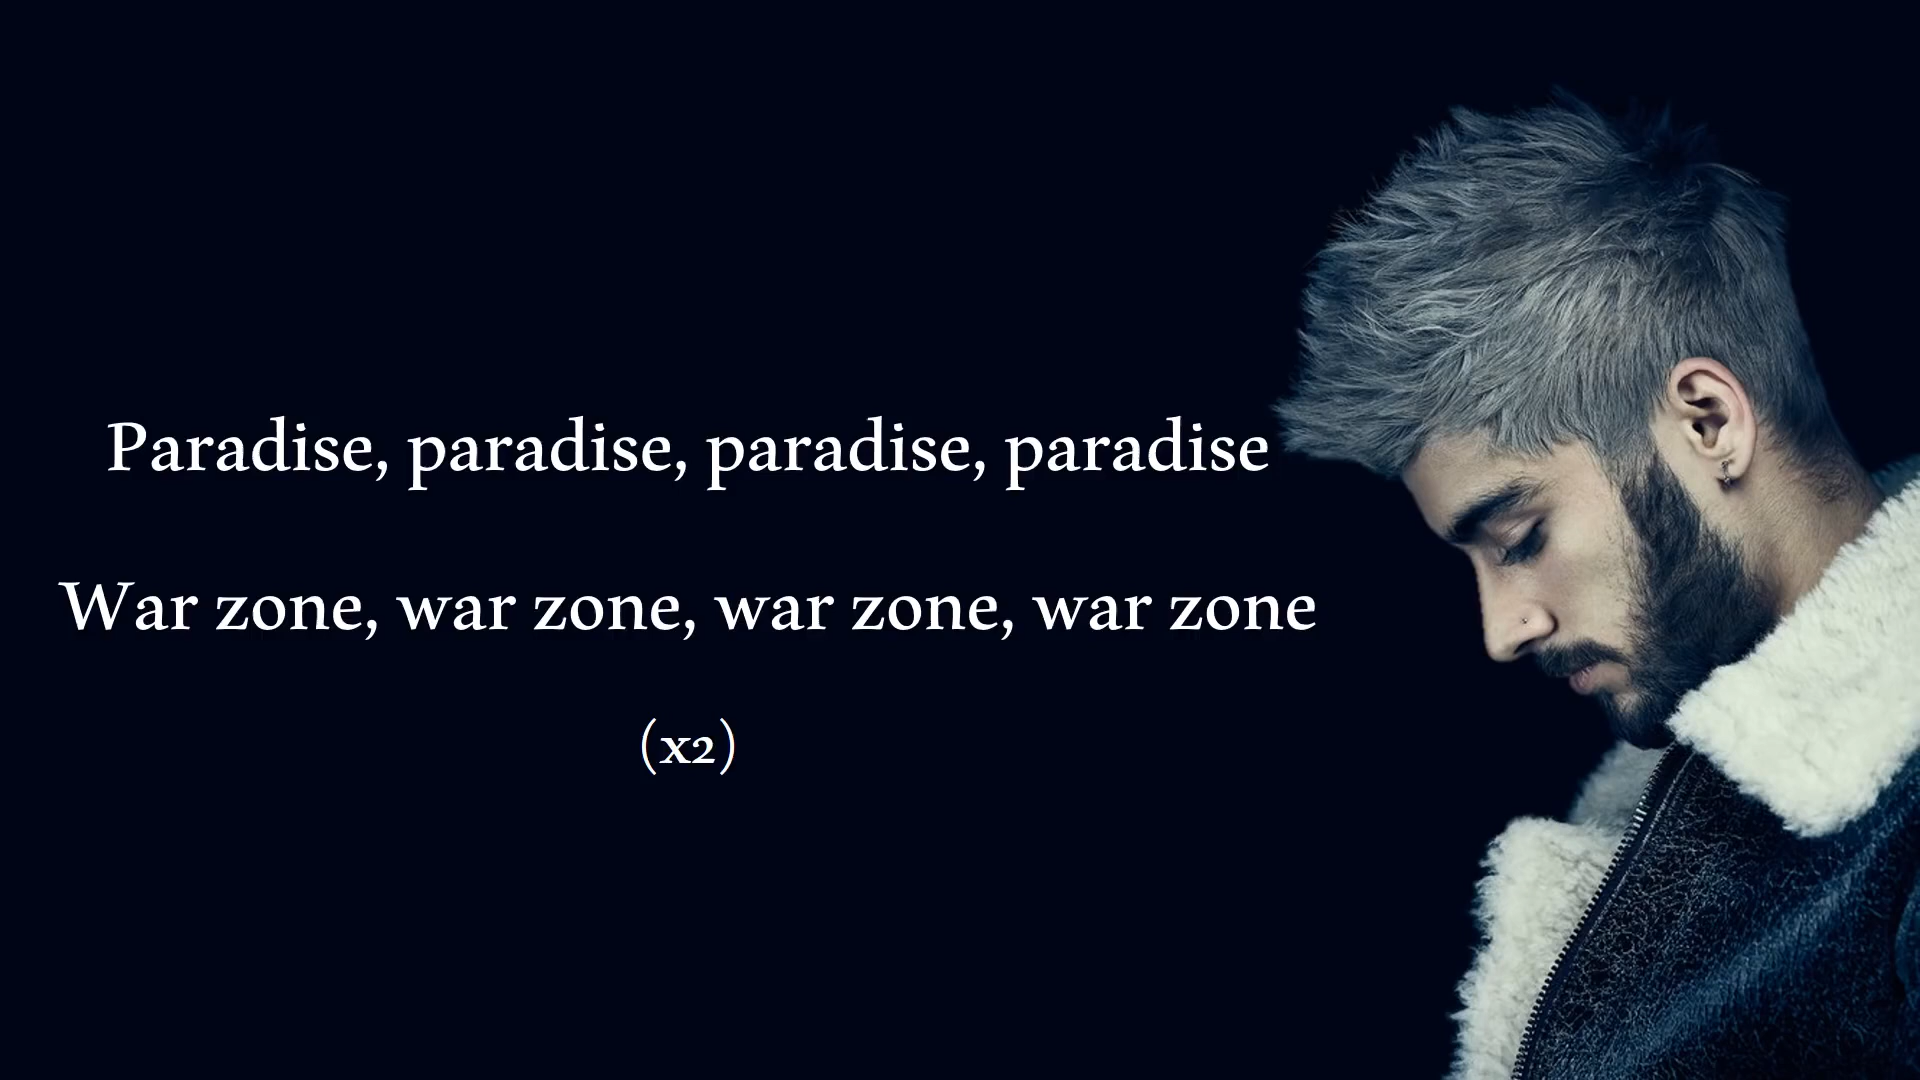 Paradise, paradise, paradise, paradise
War zone, war zone, war zone, war zone
(x2)